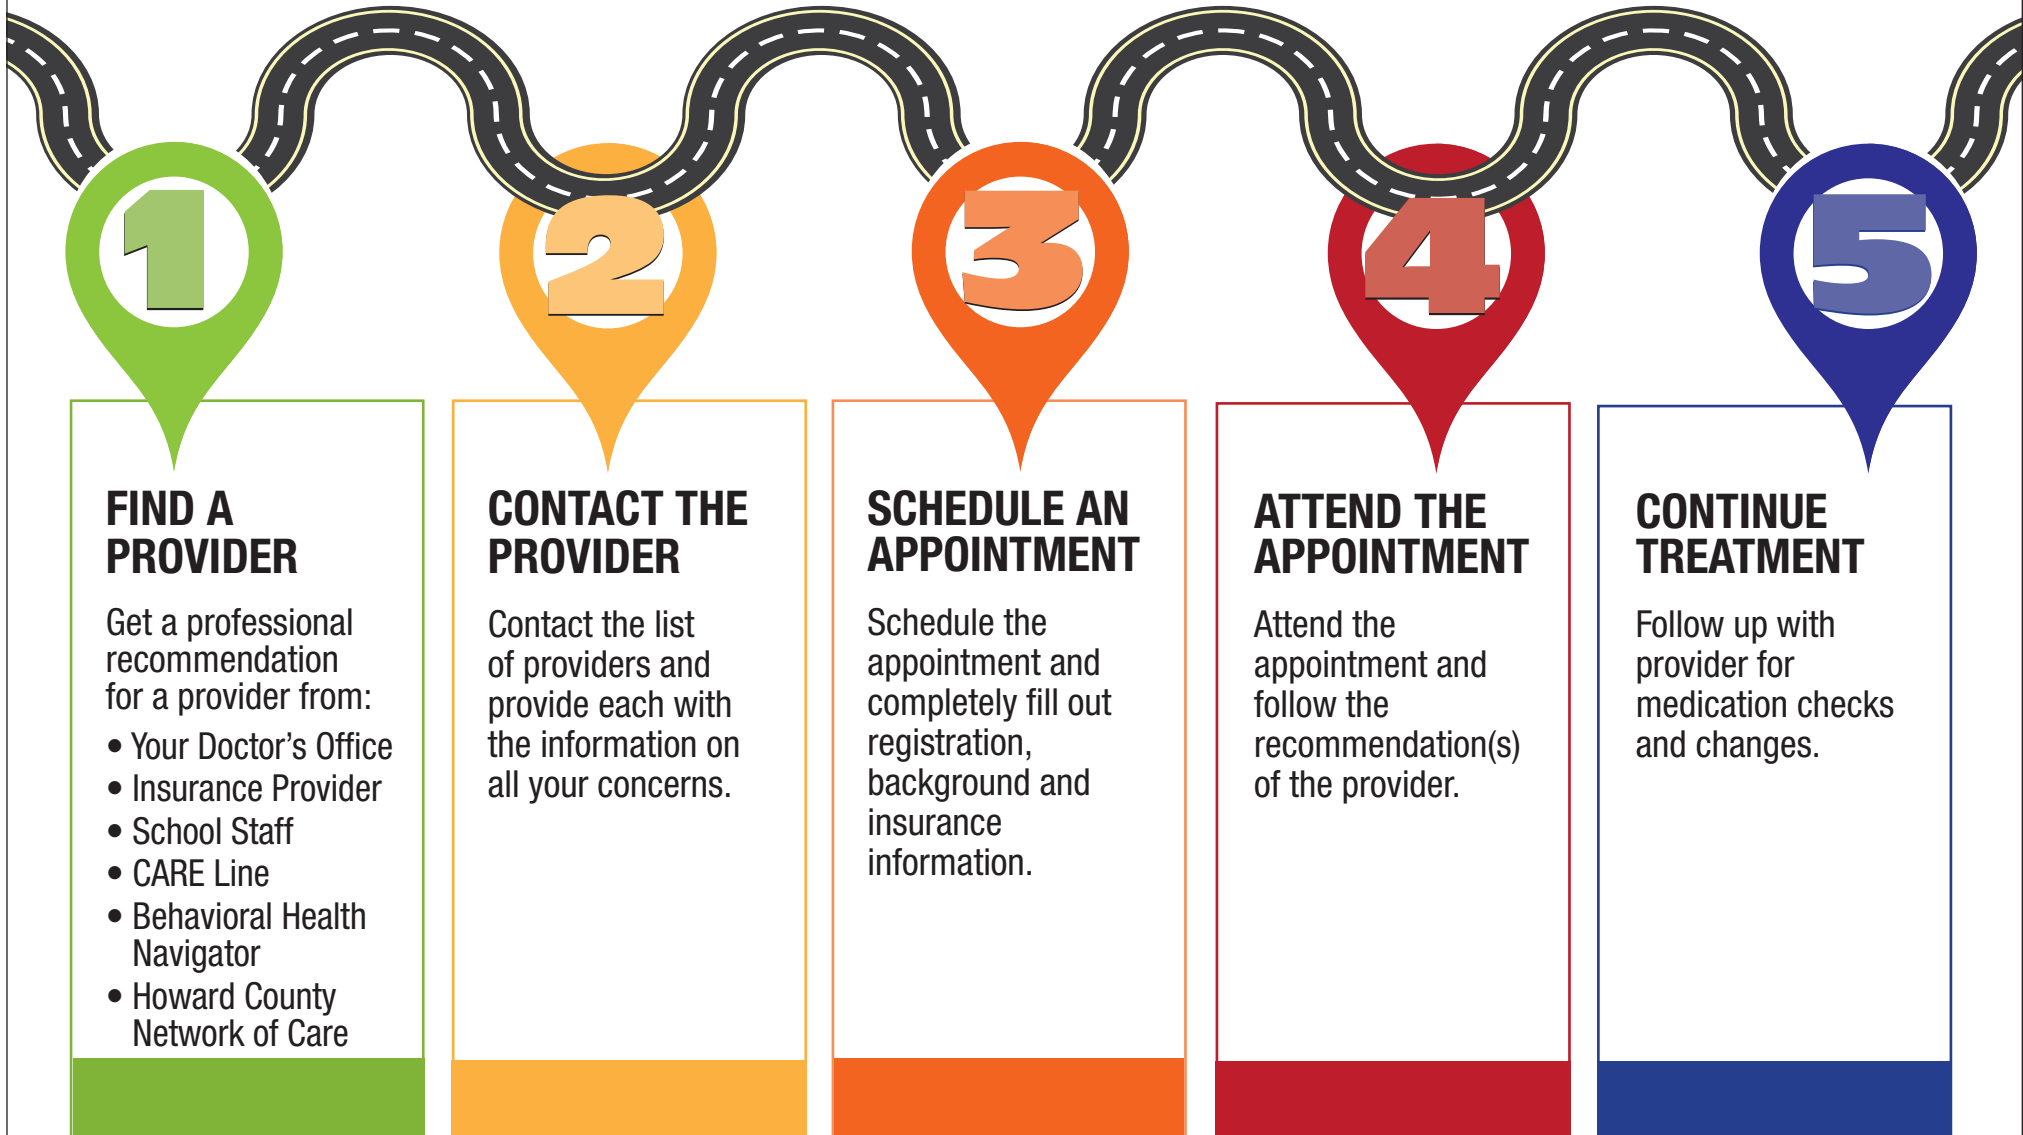 1
FIND A
PROVIDER
Get a professional
recommendation
for a provider from:
• Your Doctor's Office
• Insurance Provider
• School Staff
• CARE Line
• Behavioral Health
Navigator
• Howard County
Network of Care
2
CONTACT THE
PROVIDER
Contact the list
of providers and
provide each with
the information on
all your concerns.
3
SCHEDULE AN
APPOINTMENT
Schedule the
appointment and
completely fill out
registration,
background and
insurance
information.
4
ATTEND THE
APPOINTMENT
Attend the
appointment and
follow the
recommendation(s)
of the provider.
5
CONTINUE
TREATMENT
Follow up with
provider for
medication checks
and changes.